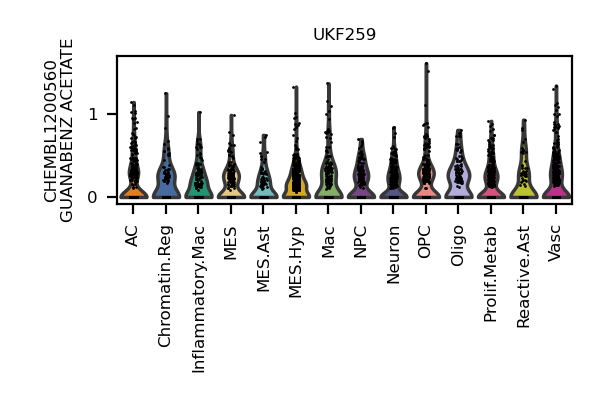 UKF259
CHEMBL1200560
GUANABENZ ACETATE
1
0
AC
Chromatin.Reg
Inflammatory.Mac
MES
MES.Ast
MES.Hyp
Mac
NPC
Neuron
OPC
Oligo
Prolif.Metab
Reactive.Ast
Vasc